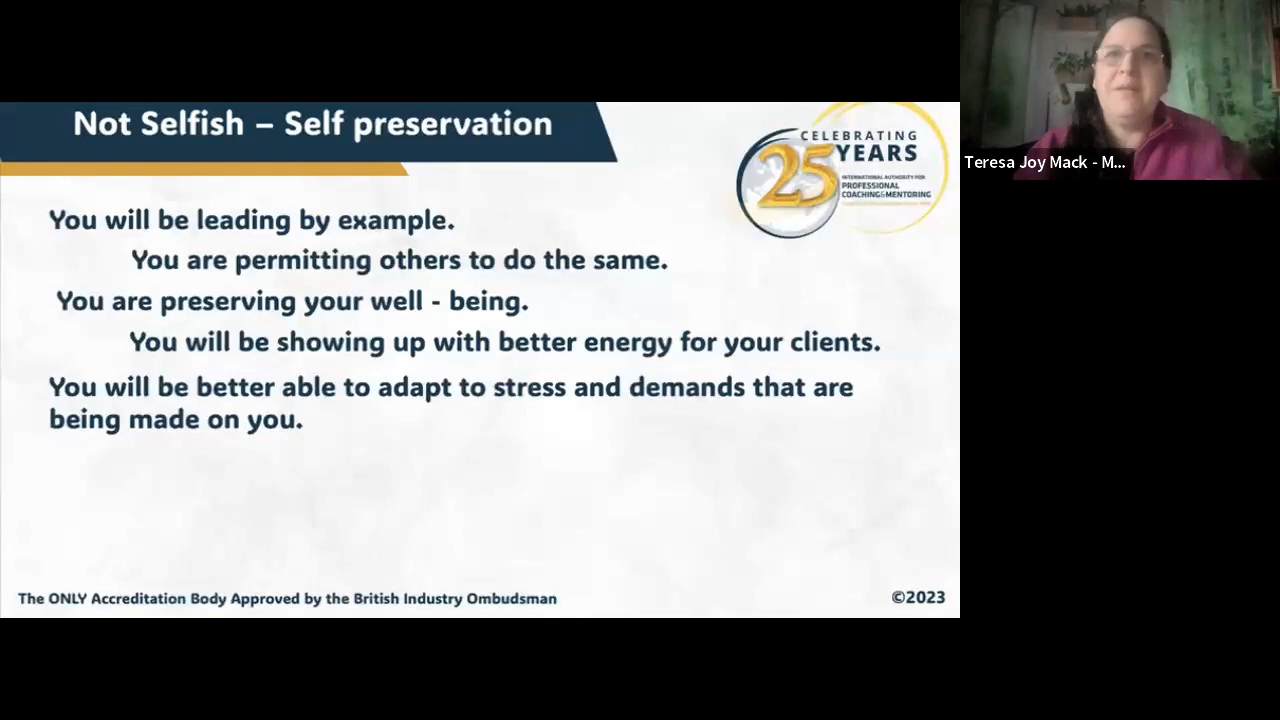 Not Selfish – Self preservation
CELEBRATING
25 YEARS
INTERNATIONAL AUTHORITY FOR
PROFESSIONAL
COACHING&MENTORING
Teresa Joy Mack - M...
You will be leading by example.
You are permitting others to do the same.
You are preserving your well - being.
You will be showing up with better energy for your clients.
You will be better able to adapt to stress and demands that are
being made on you.
The ONLY Accreditation Body Approved by the British Industry Ombudsman
©2023